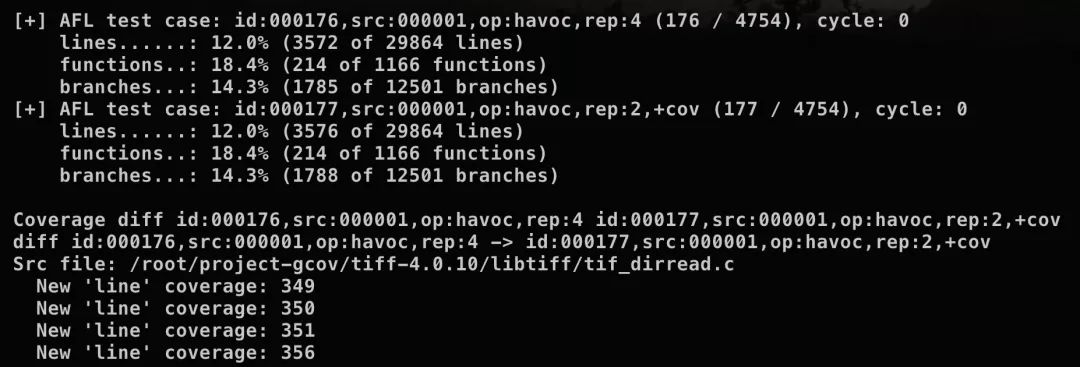 [+] AFL test case: id:000176,src:000001,op:havoc,rep:4 (176 / 4754), cycle: 0
    lines......: 12.0% (3572 of 29864 lines)
    functions..: 18.4% (214 of 1166 functions)
    branches...: 14.3% (1785 of 12501 branches)
[+] AFL test case: id:000177,src:000001,op:havoc,rep:2,+cov (177 / 4754), cycle: 0
    lines......: 12.0% (3576 of 29864 lines)
    functions..: 18.4% (214 of 1166 functions)
    branches...: 14.3% (1788 of 12501 branches)

Coverage diff id:000176,src:000001,op:havoc,rep:4 id:000177,src:000001,op:havoc,rep:2,+cov
diff id:000176,src:000001,op:havoc,rep:4 -> id:000177,src:000001,op:havoc,rep:2,+cov
Src file: /root/project-gcov/tiff-4.0.10/libtiff/tif_dirread.c
  New 'line' coverage: 349
  New 'line' coverage: 350
  New 'line' coverage: 351
  New 'line' coverage: 356